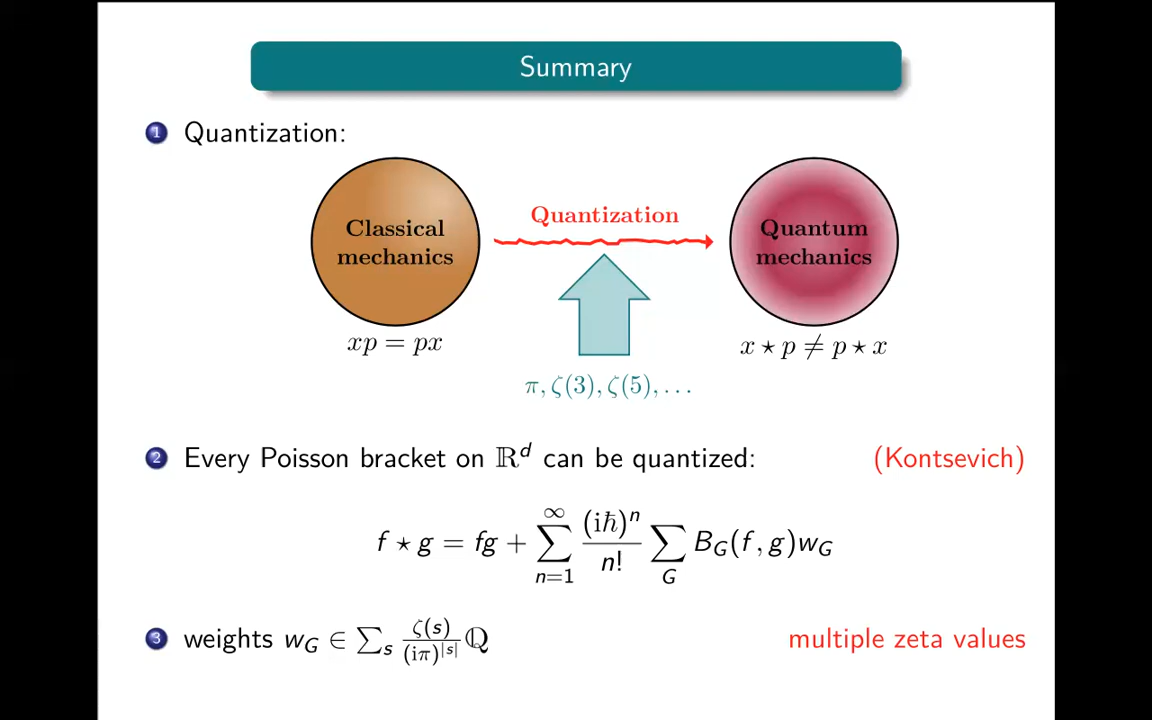 Summary
1 Quantization:
Classical mechanics
Quantization
Quantum mechanics
xp = px
x ⋆ p ≠ p ⋆ x
π, ζ(3), ζ(5), …
2 Every Poisson bracket on ℝ^d can be quantized: (Kontsevich)
f ⋆ g = fg + ∑_{n=1}^{∞} (iℏ)^n / n! ∑_G B_G(f, g)w_G
3 weights w_G ∈ ∑_s ζ(s)/(iπ)^{|s|} ℚ multiple zeta values